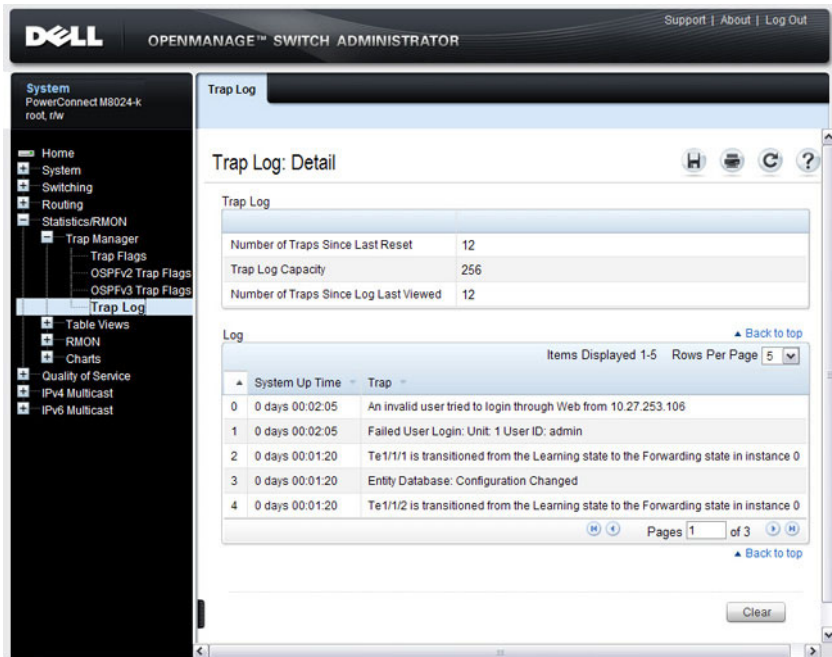 Support | About | Log Out
DELL
OPENMANAGE™ SWITCH ADMINISTRATOR
System
PowerConnect M8024-k
root, r/w
Home
System
Switching
Routing
Statistics/RMON
Trap Manager
Trap Flags
OSPFv2 Trap Flags
OSPFv3 Trap Flags
Trap Log
Table Views
RMON
Charts
Quality of Service
IPv4 Multicast
IPv6 Multicast
Trap Log
Trap Log: Detail
Trap Log
Number of Traps Since Last Reset 12
Trap Log Capacity 256
Number of Traps Since Log Last Viewed 12
Log
Back to top
Items Displayed 1-5 Rows Per Page 5
System Up Time Trap
0 0 days 00:02:05 An invalid user tried to login through Web from 10.27.253.106
1 0 days 00:02:05 Failed User Login: Unit: 1 User ID: admin
2 0 days 00:01:20 Te1/1/1 is transitioned from the Learning state to the Forwarding state in instance 0
3 0 days 00:01:20 Entity Database: Configuration Changed
4 0 days 00:01:20 Te1/1/2 is transitioned from the Learning state to the Forwarding state in instance 0
Pages 1 of 3
Back to top
Clear